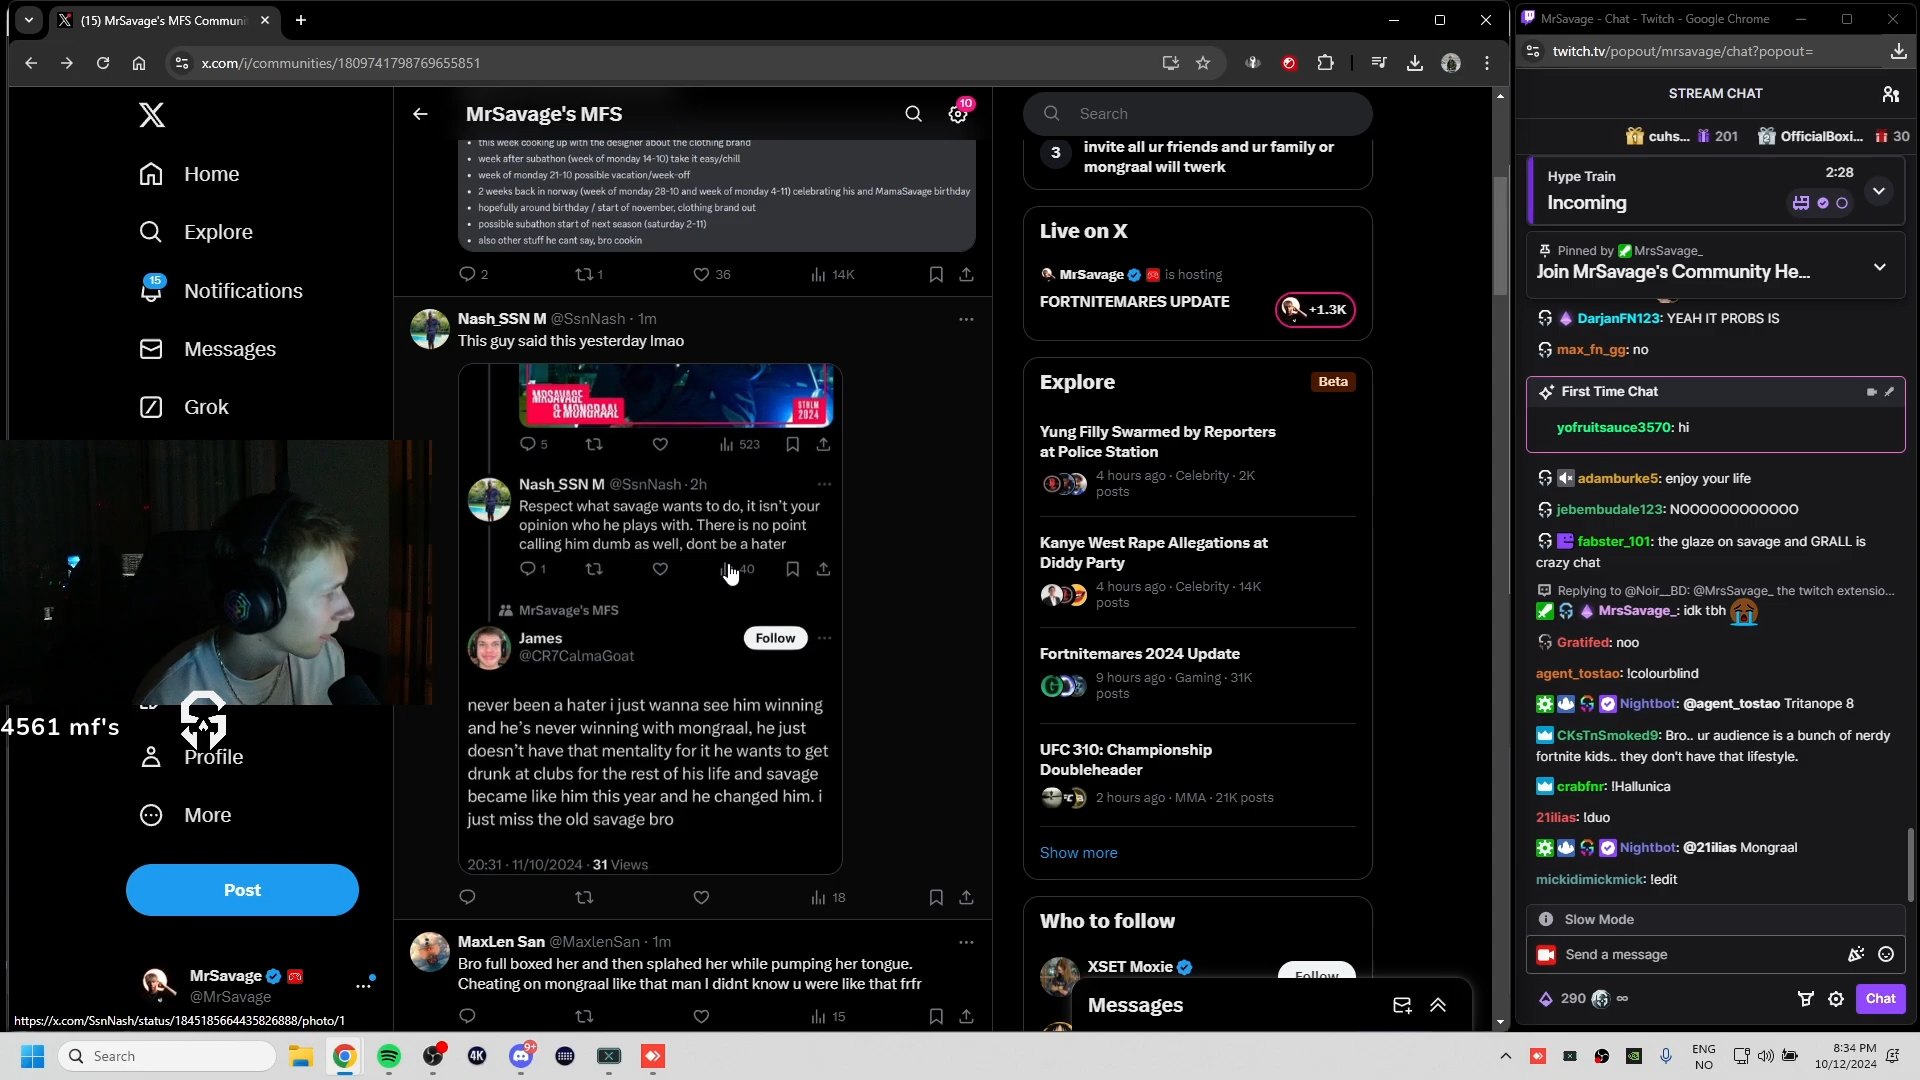 (15) MrSavage's MFS Communi
x.com/i/communities/1809741798769655851
X
Home
Explore
15
Notifications
Messages
Grok
4561 mf's
Profile
More
Post
MrSavage
@MrSavage
https://x.com/SsnNash/status/1845185664435826888/photo/1
MrSavage's MFS
10
• this week cooking up with the designer about the clothing brand
• week after subathon (week of monday 14-10) take it easy/chill
• week of monday 21-10 possible vacation/week-off
• 2 weeks back in norway (week of monday 28-10 and week of monday 4-11) celebrating his and MamaSavage birthday
• hopefully around birthday / start of november, clothing brand out
• possible subathon start of next season (saturday 2-11)
• also other stuff he cant say, bro cookin
2 1 36 14K
Nash_SSN M @SsnNash · 1m
This guy said this yesterday lmao
MRSAVAGE
& MONGRAAL
STHLM
2024
5 523
Nash_SSN M @SsnNash · 2h
Respect what savage wants to do, it isn't your
opinion who he plays with. There is no point
calling him dumb as well, dont be a hater
1 40
MrSavage's MFS
James
Follow
@CR7CalmaGoat
never been a hater i just wanna see him winning
and he's never winning with mongraal, he just
doesn't have that mentality for it he wants to get
drunk at clubs for the rest of his life and savage
became like him this year and he changed him. i
just miss the old savage bro
20:31 · 11/10/2024 · 31 Views
18
MaxLen San @MaxlenSan · 1m
Bro full boxed her and then splahed her while pumping her tongue.
Cheating on mongraal like that man I didnt know u were like that frfr
15
Search
3
invite all ur friends and ur family or
mongraal will twerk
Live on X
MrSavage is hosting
FORTNITEMARES UPDATE
+1.3K
Explore
Beta
Yung Filly Swarmed by Reporters
at Police Station
4 hours ago · Celebrity · 2K
posts
Kanye West Rape Allegations at
Diddy Party
4 hours ago · Celebrity · 14K
posts
Fortnitemares 2024 Update
9 hours ago · Gaming · 31K
posts
UFC 310: Championship
Doubleheader
2 hours ago · MMA · 21K posts
Show more
Who to follow
XSET Moxie
Follow
Messages
MrSavage - Chat - Twitch - Google Chrome
twitch.tv/popout/mrsavage/chat?popout=
STREAM CHAT
cuhs... 201 OfficialBoxi... 30
Hype Train
2:28
Incoming
Pinned by MrsSavage_
Join MrSavage's Community He...
DarjanFN123: YEAH IT PROBS IS
max_fn_gg: no
First Time Chat
yofruitsauce3570: hi
adamburke5: enjoy your life
jebembudale123: NOOOOOOOOOOOO
fabster_101: the glaze on savage and GRALL is
crazy chat
Replying to @Noir__BD: @MrsSavage_ the twitch extensio...
MrsSavage_: idk tbh
Gratifed: noo
agent_tostao: !colourblind
Nightbot: @agent_tostao Tritanope 8
CKsTnSmoked9: Bro.. ur audience is a bunch of nerdy
fortnite kids.. they don't have that lifestyle.
crabfnr: !Hallunica
21ilias: !duo
Nightbot: @21ilias Mongraal
mickidimickmick: !edit
Slow Mode
Send a message
290 ∞
Chat
Search
4K
9+
ENG
NO
8:34 PM
10/12/2024